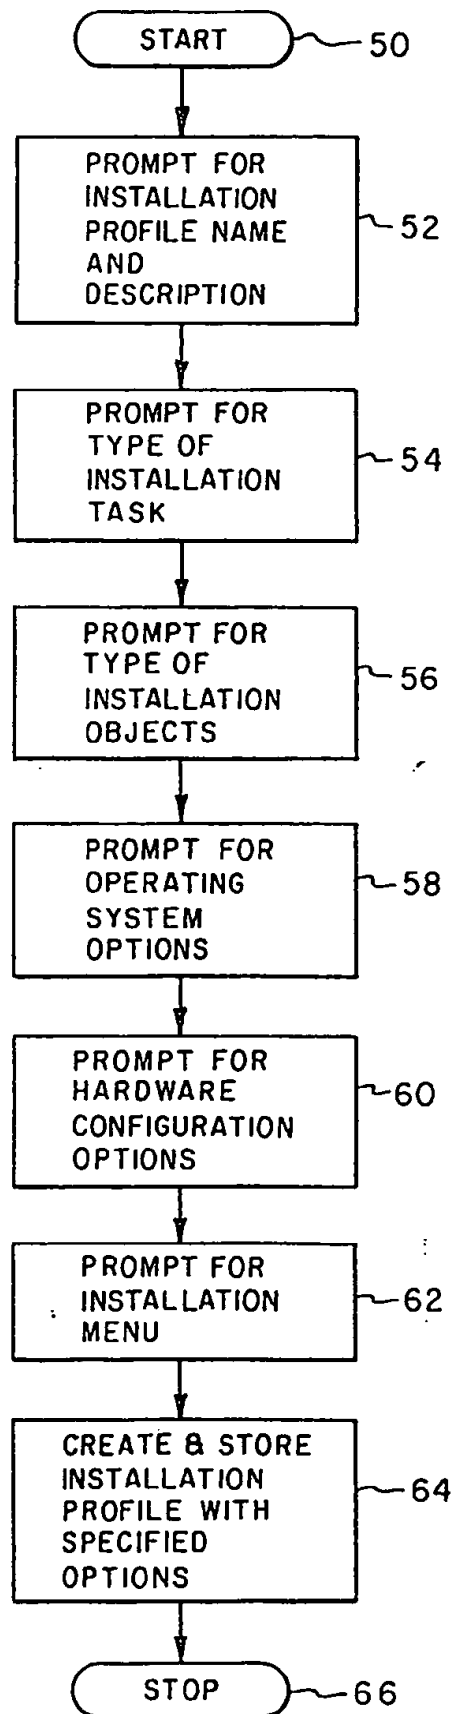 START
50
PROMPT FOR
INSTALLATION
PROFILE NAME
AND
DESCRIPTION
52
PROMPT FOR
TYPE OF
INSTALLATION
TASK
54
PROMPT FOR
TYPE OF
INSTALLATION
OBJECTS
56
PROMPT FOR
OPERATING
SYSTEM
OPTIONS
58
PROMPT FOR
HARDWARE
CONFIGURATION
OPTIONS
60
PROMPT FOR
INSTALLATION
MENU
62
CREATE & STORE
INSTALLATION
PROFILE WITH
SPECIFIED
OPTIONS
64
STOP
66